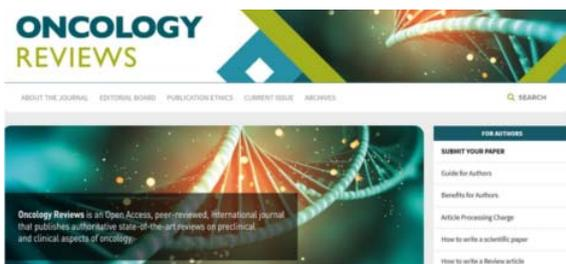 ONCOLOGY
REVIEWS
ABOUT THE JOURNAL EDITORIAL BOARD PUBLICATION ETHICS CURRENT ISSUE ARCHIVES
SEARCH
Oncology Reviews is an Open Access, peer-reviewed, international journal
that publishes authoritative state-of-the-art reviews on preclinical
and clinical aspects of oncology.
FOR AUTHORS
SUBMIT YOUR PAPER
Guide for Authors
Benefits for Authors
Article Processing Charge
How to write a scientific paper
How to write a Review article